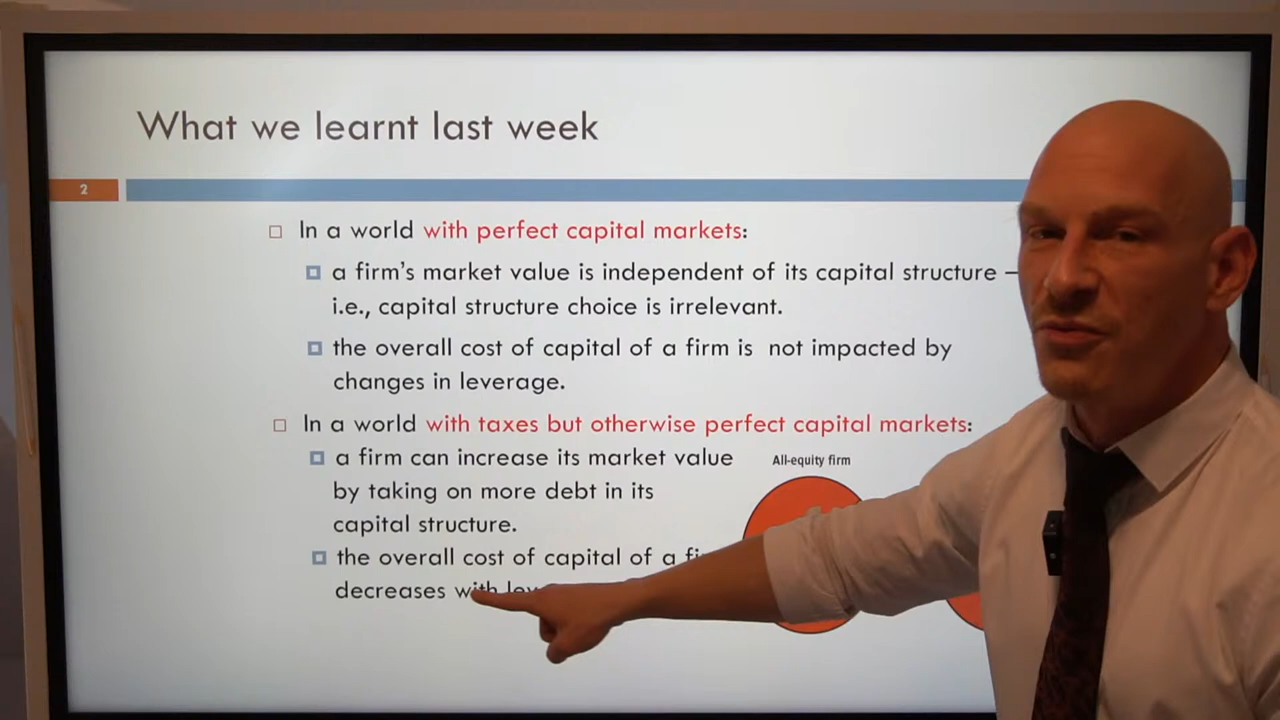 What we learnt last week
2
In a world with perfect capital markets:
a firm's market value is independent of its capital structure –
i.e., capital structure choice is irrelevant.
the overall cost of capital of a firm is not impacted by
changes in leverage.
In a world with taxes but otherwise perfect capital markets:
a firm can increase its market value
by taking on more debt in its
capital structure.
All-equity firm
the overall cost of capital of a
decreases with